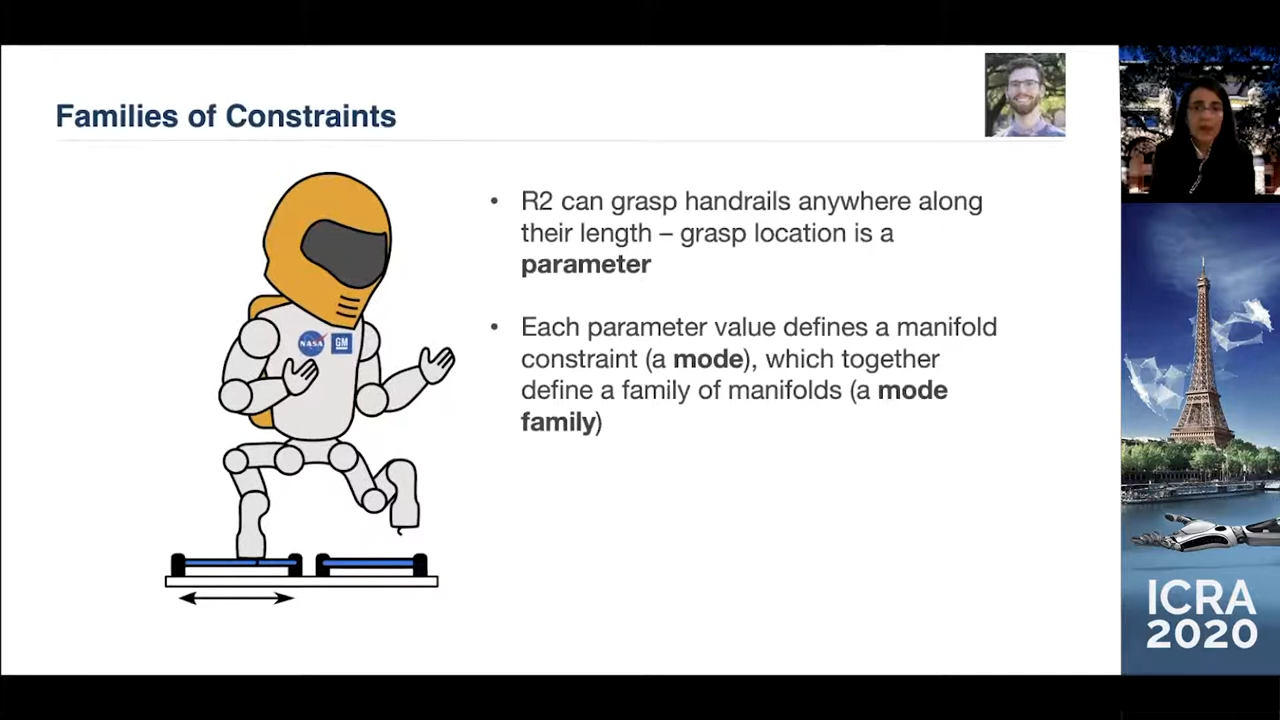 Families of Constraints
• R2 can grasp handrails anywhere along
their length – grasp location is a
parameter
• Each parameter value defines a manifold
constraint (a mode), which together
define a family of manifolds (a mode
family)
NASA
GM
ICRA
2020